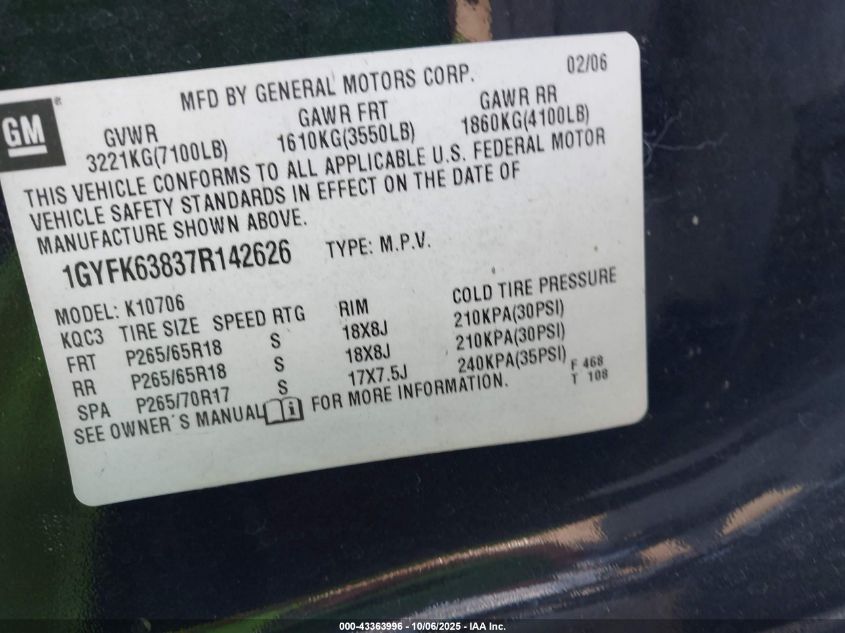 MFD BY GENERAL MOTORS CORP. 02/06
GM ®
GVWR GAWR FRT GAWR RR
3221KG(7100LB) 1610KG(3550LB) 1860KG(4100LB)
THIS VEHICLE CONFORMS TO ALL APPLICABLE U.S. FEDERAL MOTOR
VEHICLE SAFETY STANDARDS IN EFFECT ON THE DATE OF
MANUFACTURE SHOWN ABOVE.
1GYFK63837R142626 TYPE: M.P.V.
MODEL: K10706
KQC3 TIRE SIZE SPEED RTG RIM COLD TIRE PRESSURE
FRT P265/65R18 S 18X8J 210KPA(30PSI)
RR P265/65R18 S 18X8J 210KPA(30PSI)
SPA P265/70R17 S 17X7.5J 240KPA(35PSI)
SEE OWNER'S MANUAL i FOR MORE INFORMATION.
F 468
T 108
000-43363996 - 10/06/2025 - IAA Inc.